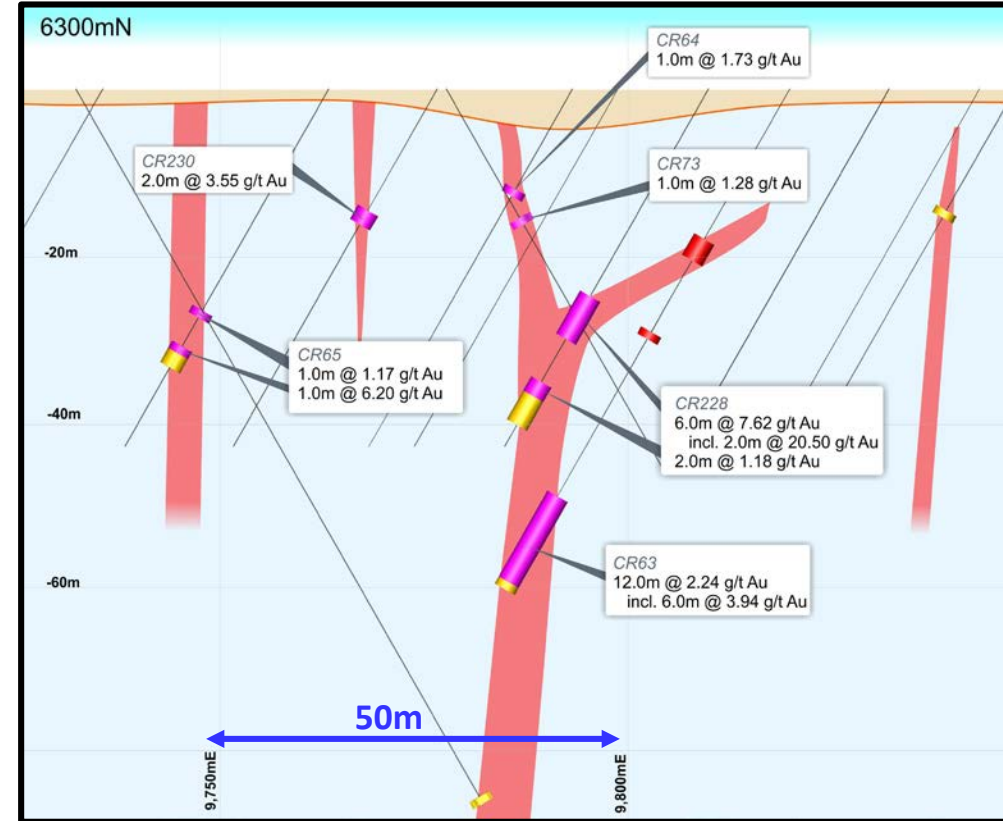 6300mN
CR64
1.0m @ 1.73 g/t Au
CR230
2.0m @ 3.55 g/t Au
CR73
1.0m @ 1.28 g/t Au
-20m
CR65
1.0m @ 1.17 g/t Au
1.0m @ 6.20 g/t Au
-40m
CR228
6.0m @ 7.62 g/t Au
incl. 2.0m @ 20.50 g/t Au
2.0m @ 1.18 g/t Au
CR63
12.0m @ 2.24 g/t Au
incl. 6.0m @ 3.94 g/t Au
-60m
50m
9,750mE
9,800mE